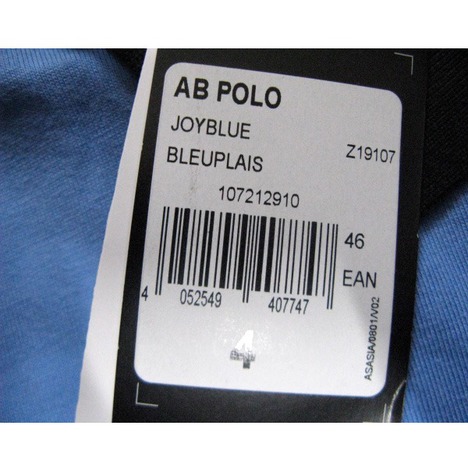 AB POLO
JOYBLUE
BLEUPLAIS
Z19107
107212910
46
EAN
4 052549 407747
ASASIA/0801/V02
4